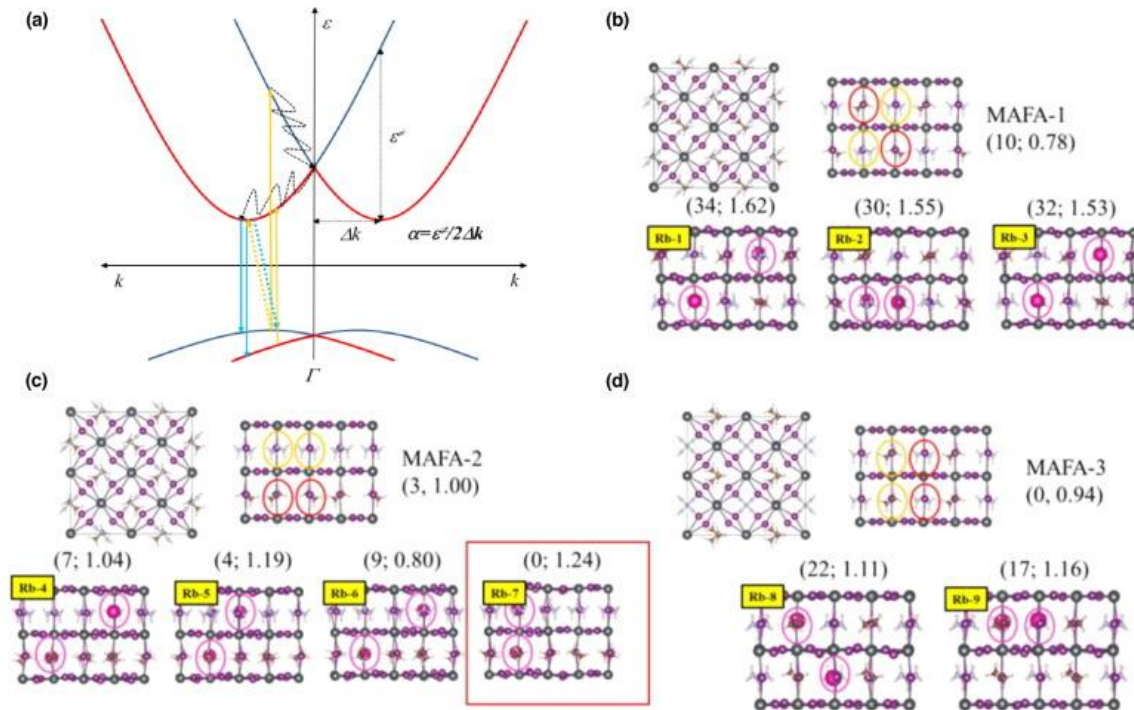 (a)
ε
ε^α
Δk
α=ε^α/2Δk
k
k
Γ
(b)
MAFA-1
(10; 0.78)
(34; 1.62)
(30; 1.55)
(32; 1.53)
Rb-1
Rb-2
Rb-3
(c)
MAFA-2
(3, 1.00)
(7; 1.04)
(4; 1.19)
(9; 0.80)
(0; 1.24)
Rb-4
Rb-5
Rb-6
Rb-7
(d)
MAFA-3
(0, 0.94)
(22; 1.11)
(17; 1.16)
Rb-8
Rb-9